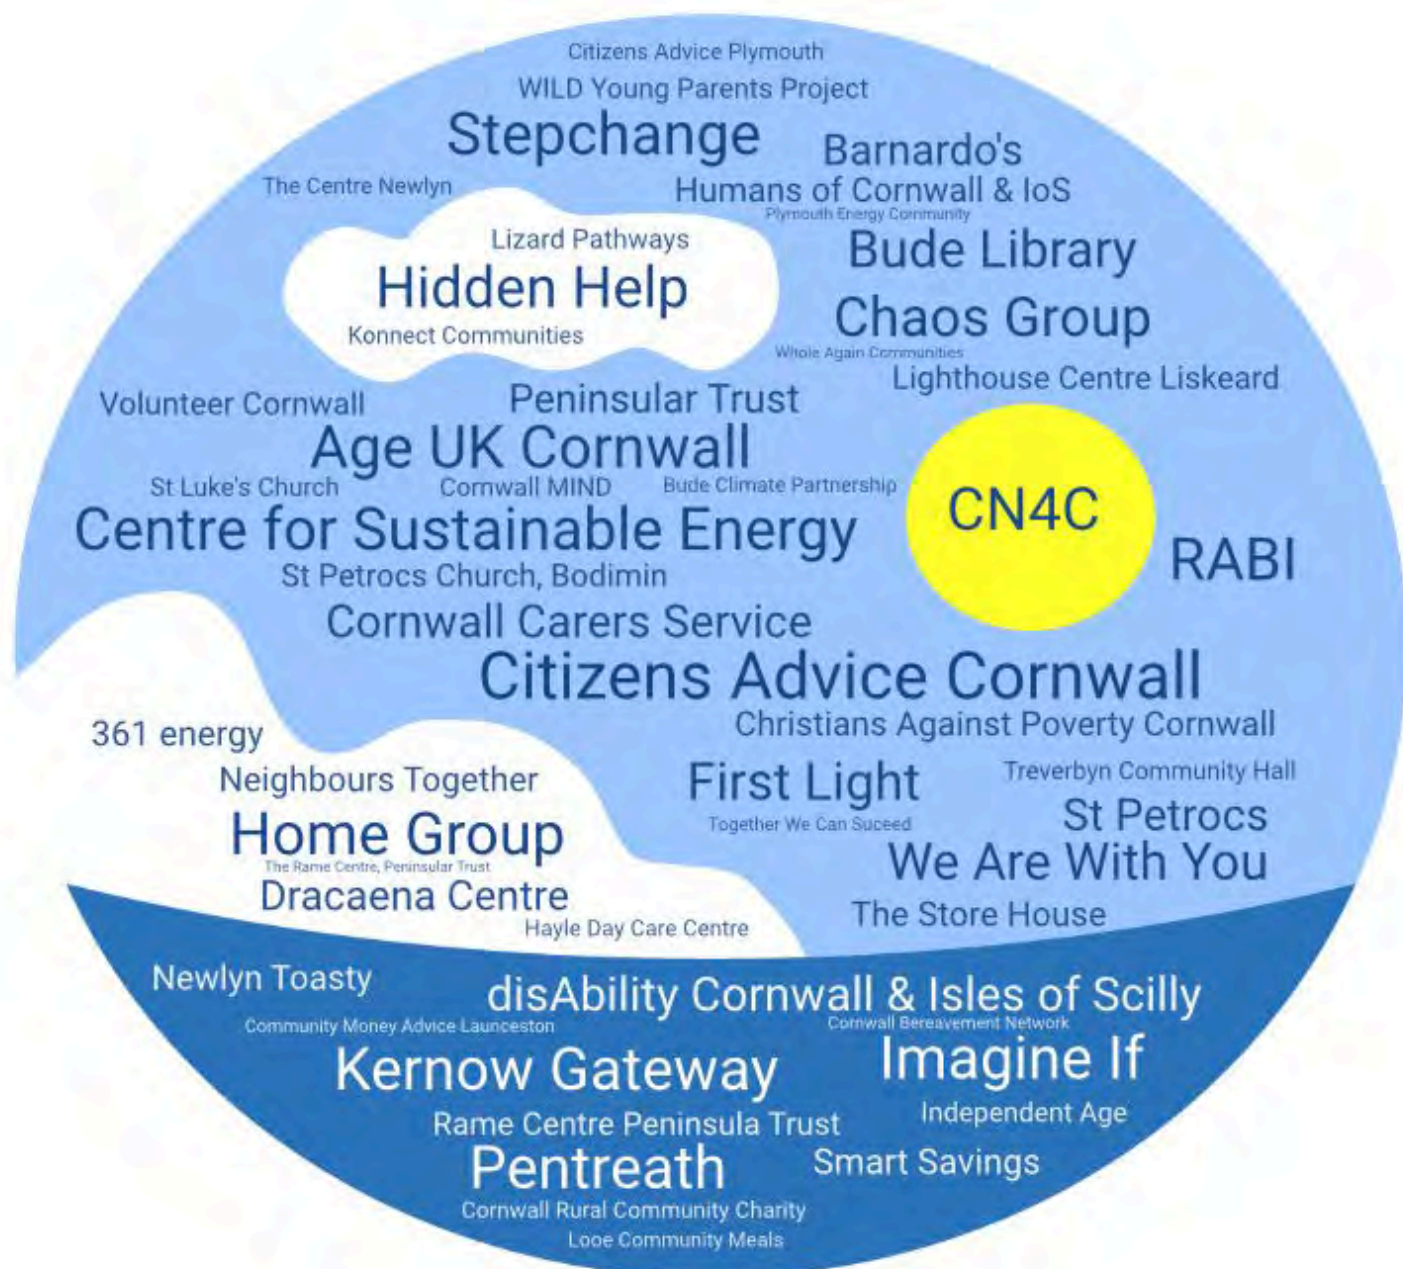 Citizens Advice Plymouth
WILD Young Parents Project
Stepchange
Barnardo's
The Centre Newlyn
Humans of Cornwall & IoS
Plymouth Energy Community
Lizard Pathways
Bude Library
Hidden Help
Chaos Group
Konnect Communities
Whole Again Communities
Lighthouse Centre Liskeard
Volunteer Cornwall
Peninsular Trust
Age UK Cornwall
St Luke's Church
Cornwall MIND
Bude Climate Partnership
CN4C
Centre for Sustainable Energy
RABI
St Petrocs Church, Bodimin
Cornwall Carers Service
Citizens Advice Cornwall
Christians Against Poverty Cornwall
361 energy
Neighbours Together
First Light
Treverbyn Community Hall
Home Group
Together We Can Suceed
St Petrocs
The Rame Centre, Peninsular Trust
We Are With You
Dracaena Centre
The Store House
Hayle Day Care Centre
Newlyn Toasty
disAbility Cornwall & Isles of Scilly
Community Money Advice Launceston
Cornwall Bereavement Network
Kernow Gateway
Imagine If
Rame Centre Peninsula Trust
Independent Age
Pentreath
Smart Savings
Cornwall Rural Community Charity
Looe Community Meals